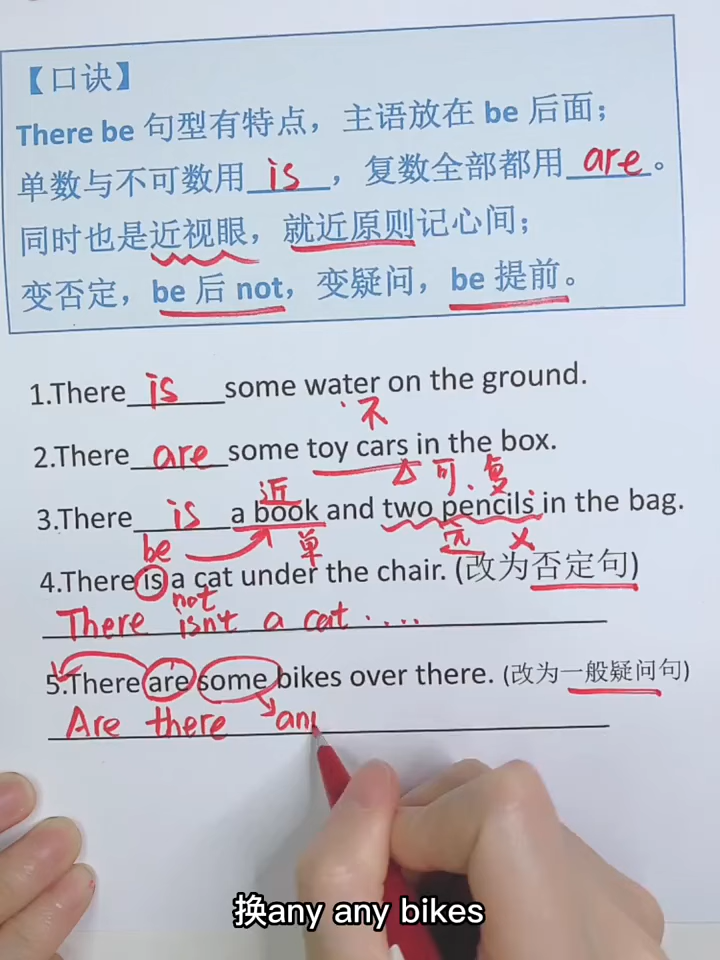 【口诀】
There be 句型有特点，主语放在 be 后面；
单数与不可数用 is ，复数全部都用 are 。
同时也是近视眼，就近原则记心间；
变否定，be 后 not，变疑问，be 提前。
1.There is some water on the ground.
不
2.There are some toy cars in the box.
近 可、复
3.There is a book and two pencils in the bag.
be 单 远 ×
4.There is a cat under the chair. (改为否定句)
not
There isn't a cat ....
5.There are some bikes over there. (改为一般疑问句)
Are there any
换any any bikes